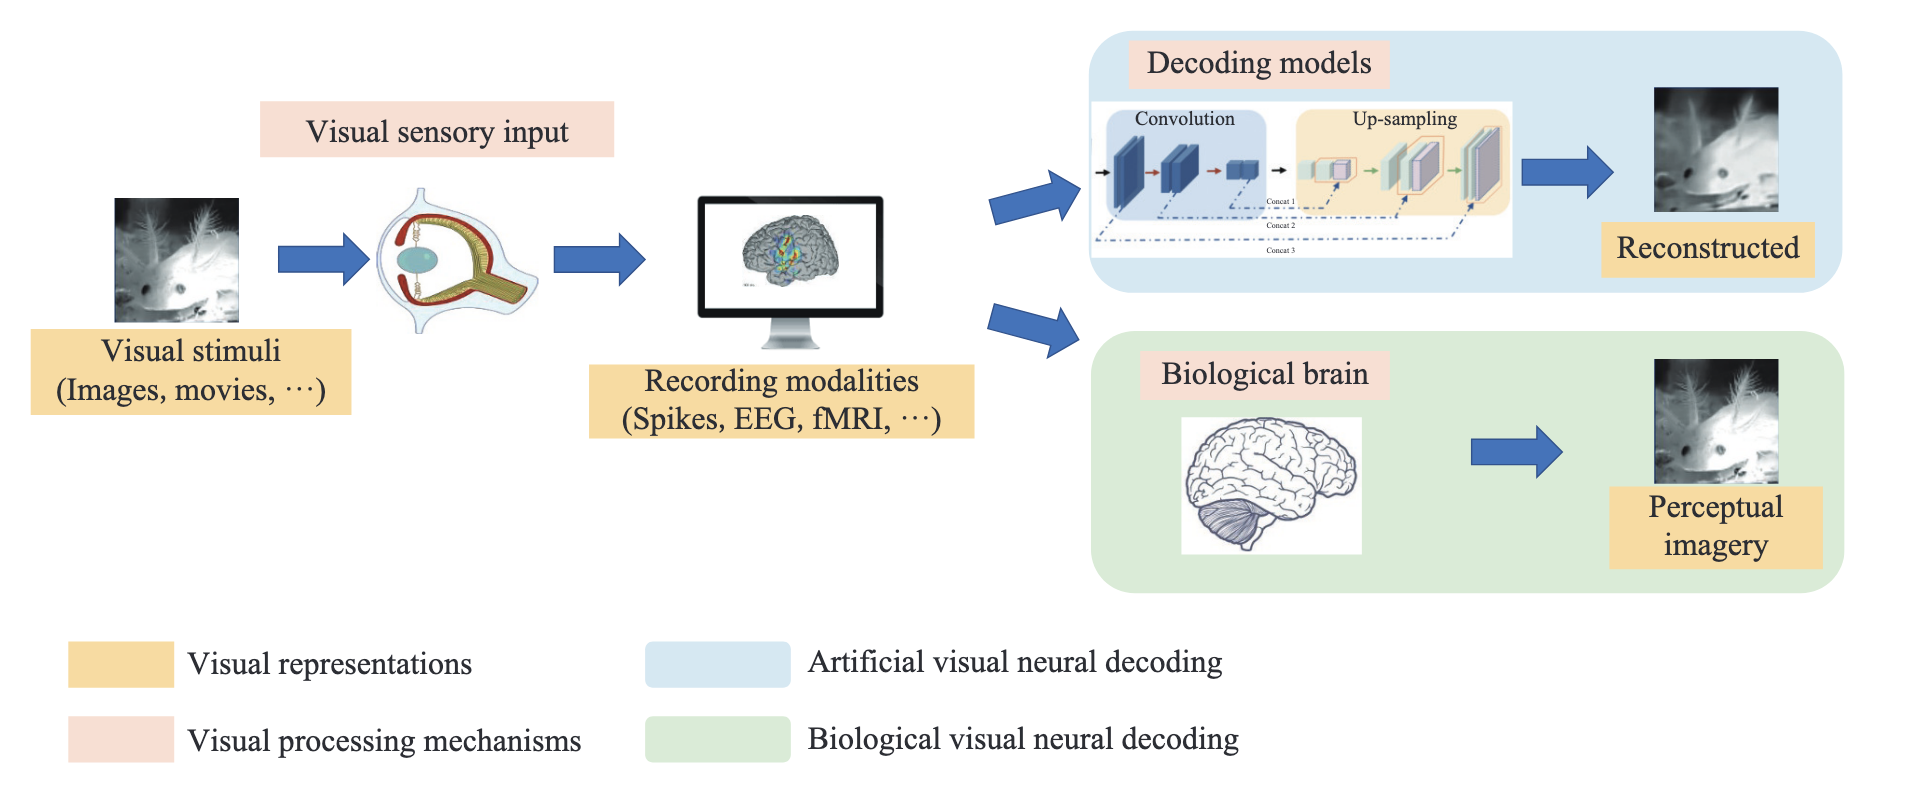 Decoding models
Visual sensory input
Convolution
Up-sampling
Concat 1
Concat 2
Concat 3
Reconstructed
Visual stimuli
(Images, movies, ⋯)
Recording modalities
(Spikes, EEG, fMRI, ⋯)
Biological brain
Perceptual
imagery
Visual representations
Artificial visual neural decoding
Visual processing mechanisms
Biological visual neural decoding